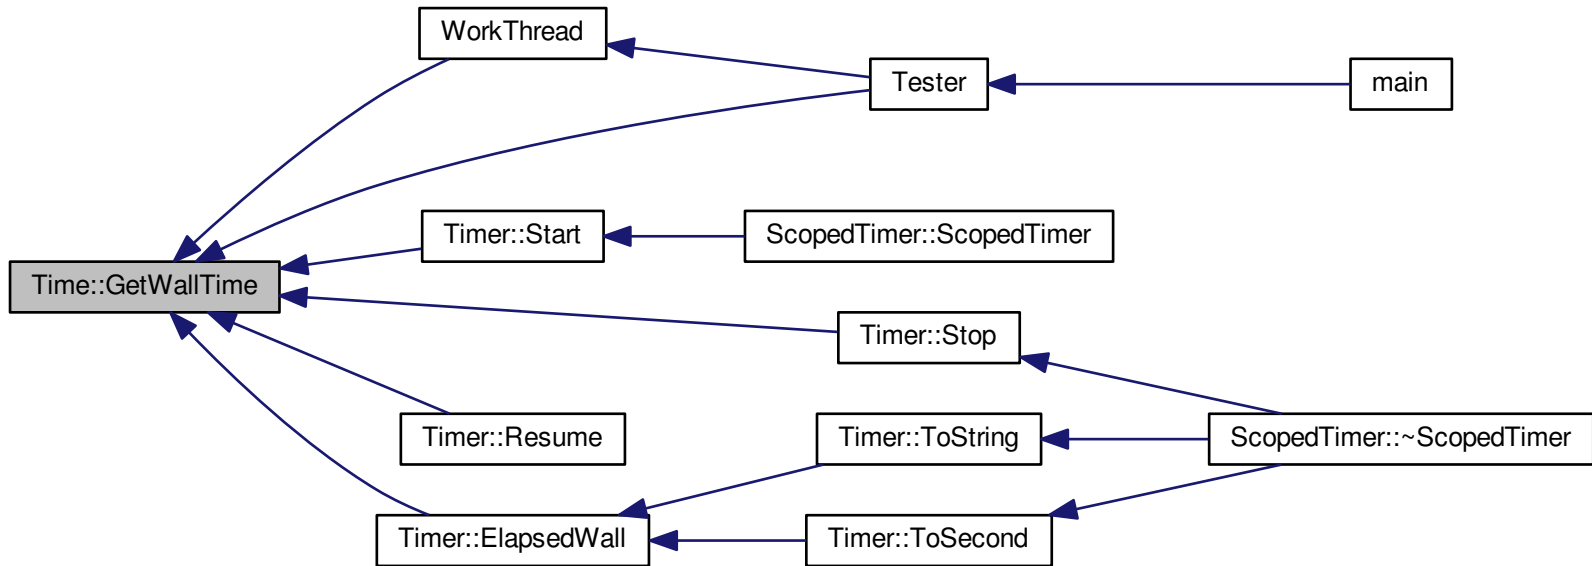 WorkThread
Tester
main
Timer::Start
ScopedTimer::ScopedTimer
Time::GetWallTime
Timer::Stop
Timer::Resume
Timer::ToString
ScopedTimer::~ScopedTimer
Timer::ElapsedWall
Timer::ToSecond